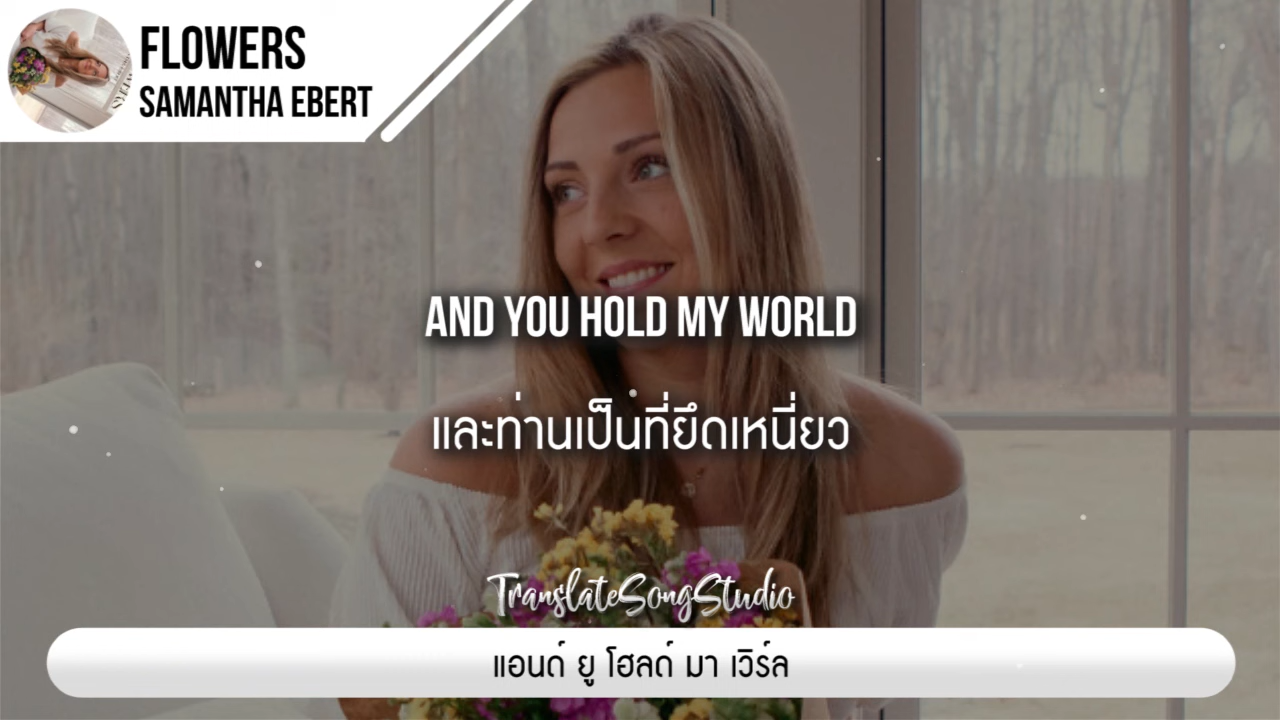 FLOWERS
SAMANTHA EBERT
AND YOU HOLD MY WORLD
และท่านเป็นที่ยึดเหนี่ยว
TranslateSongStudio
แอนด์ ยู โฮลด์ มา เวิร์ล